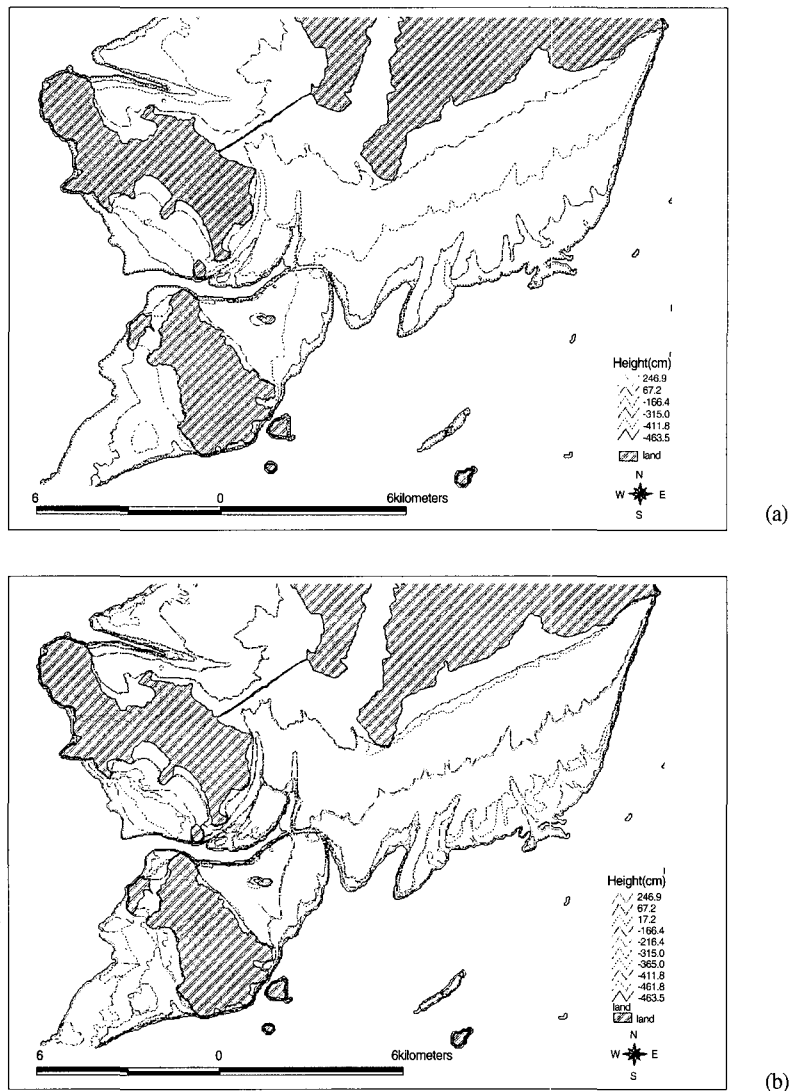 Height(cm)
246.9
67.2
-166.4
-315.0
-411.8
-463.5
land
N
W E
S
6 0 6kilometers
(a)
Height(cm)
246.9
67.2
17.2
-166.4
-216.4
-315.0
-365.0
-411.8
-461.8
-463.5
land
land
N
W E
S
6 0 6kilometers
(b)